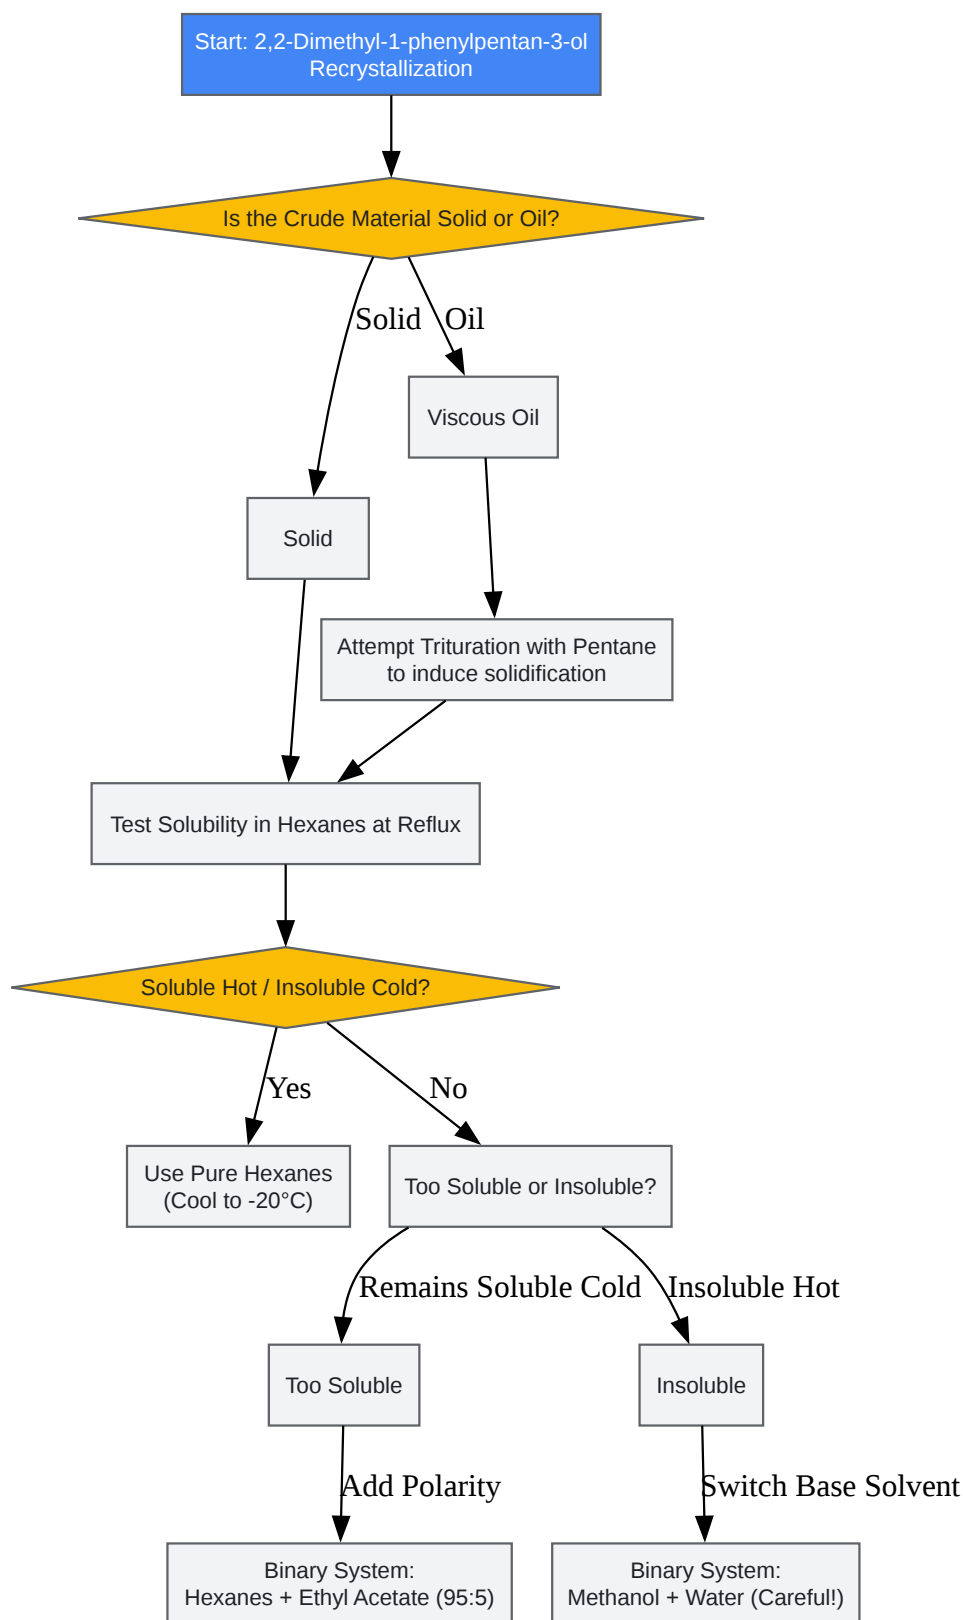 Start: 2,2-Dimethyl-1-phenylpentan-3-ol
Recrystallization
Is the Crude Material Solid or Oil?
Solid
Oil
Viscous Oil
Solid
Attempt Trituration with Pentane
to induce solidification
Test Solubility in Hexanes at Reflux
Soluble Hot / Insoluble Cold?
Yes
No
Use Pure Hexanes
(Cool to -20°C)
Too Soluble or Insoluble?
Remains Soluble Cold
Insoluble Hot
Too Soluble
Insoluble
Add Polarity
Switch Base Solvent
Binary System:
Hexanes + Ethyl Acetate (95:5)
Binary System:
Methanol + Water (Careful!)